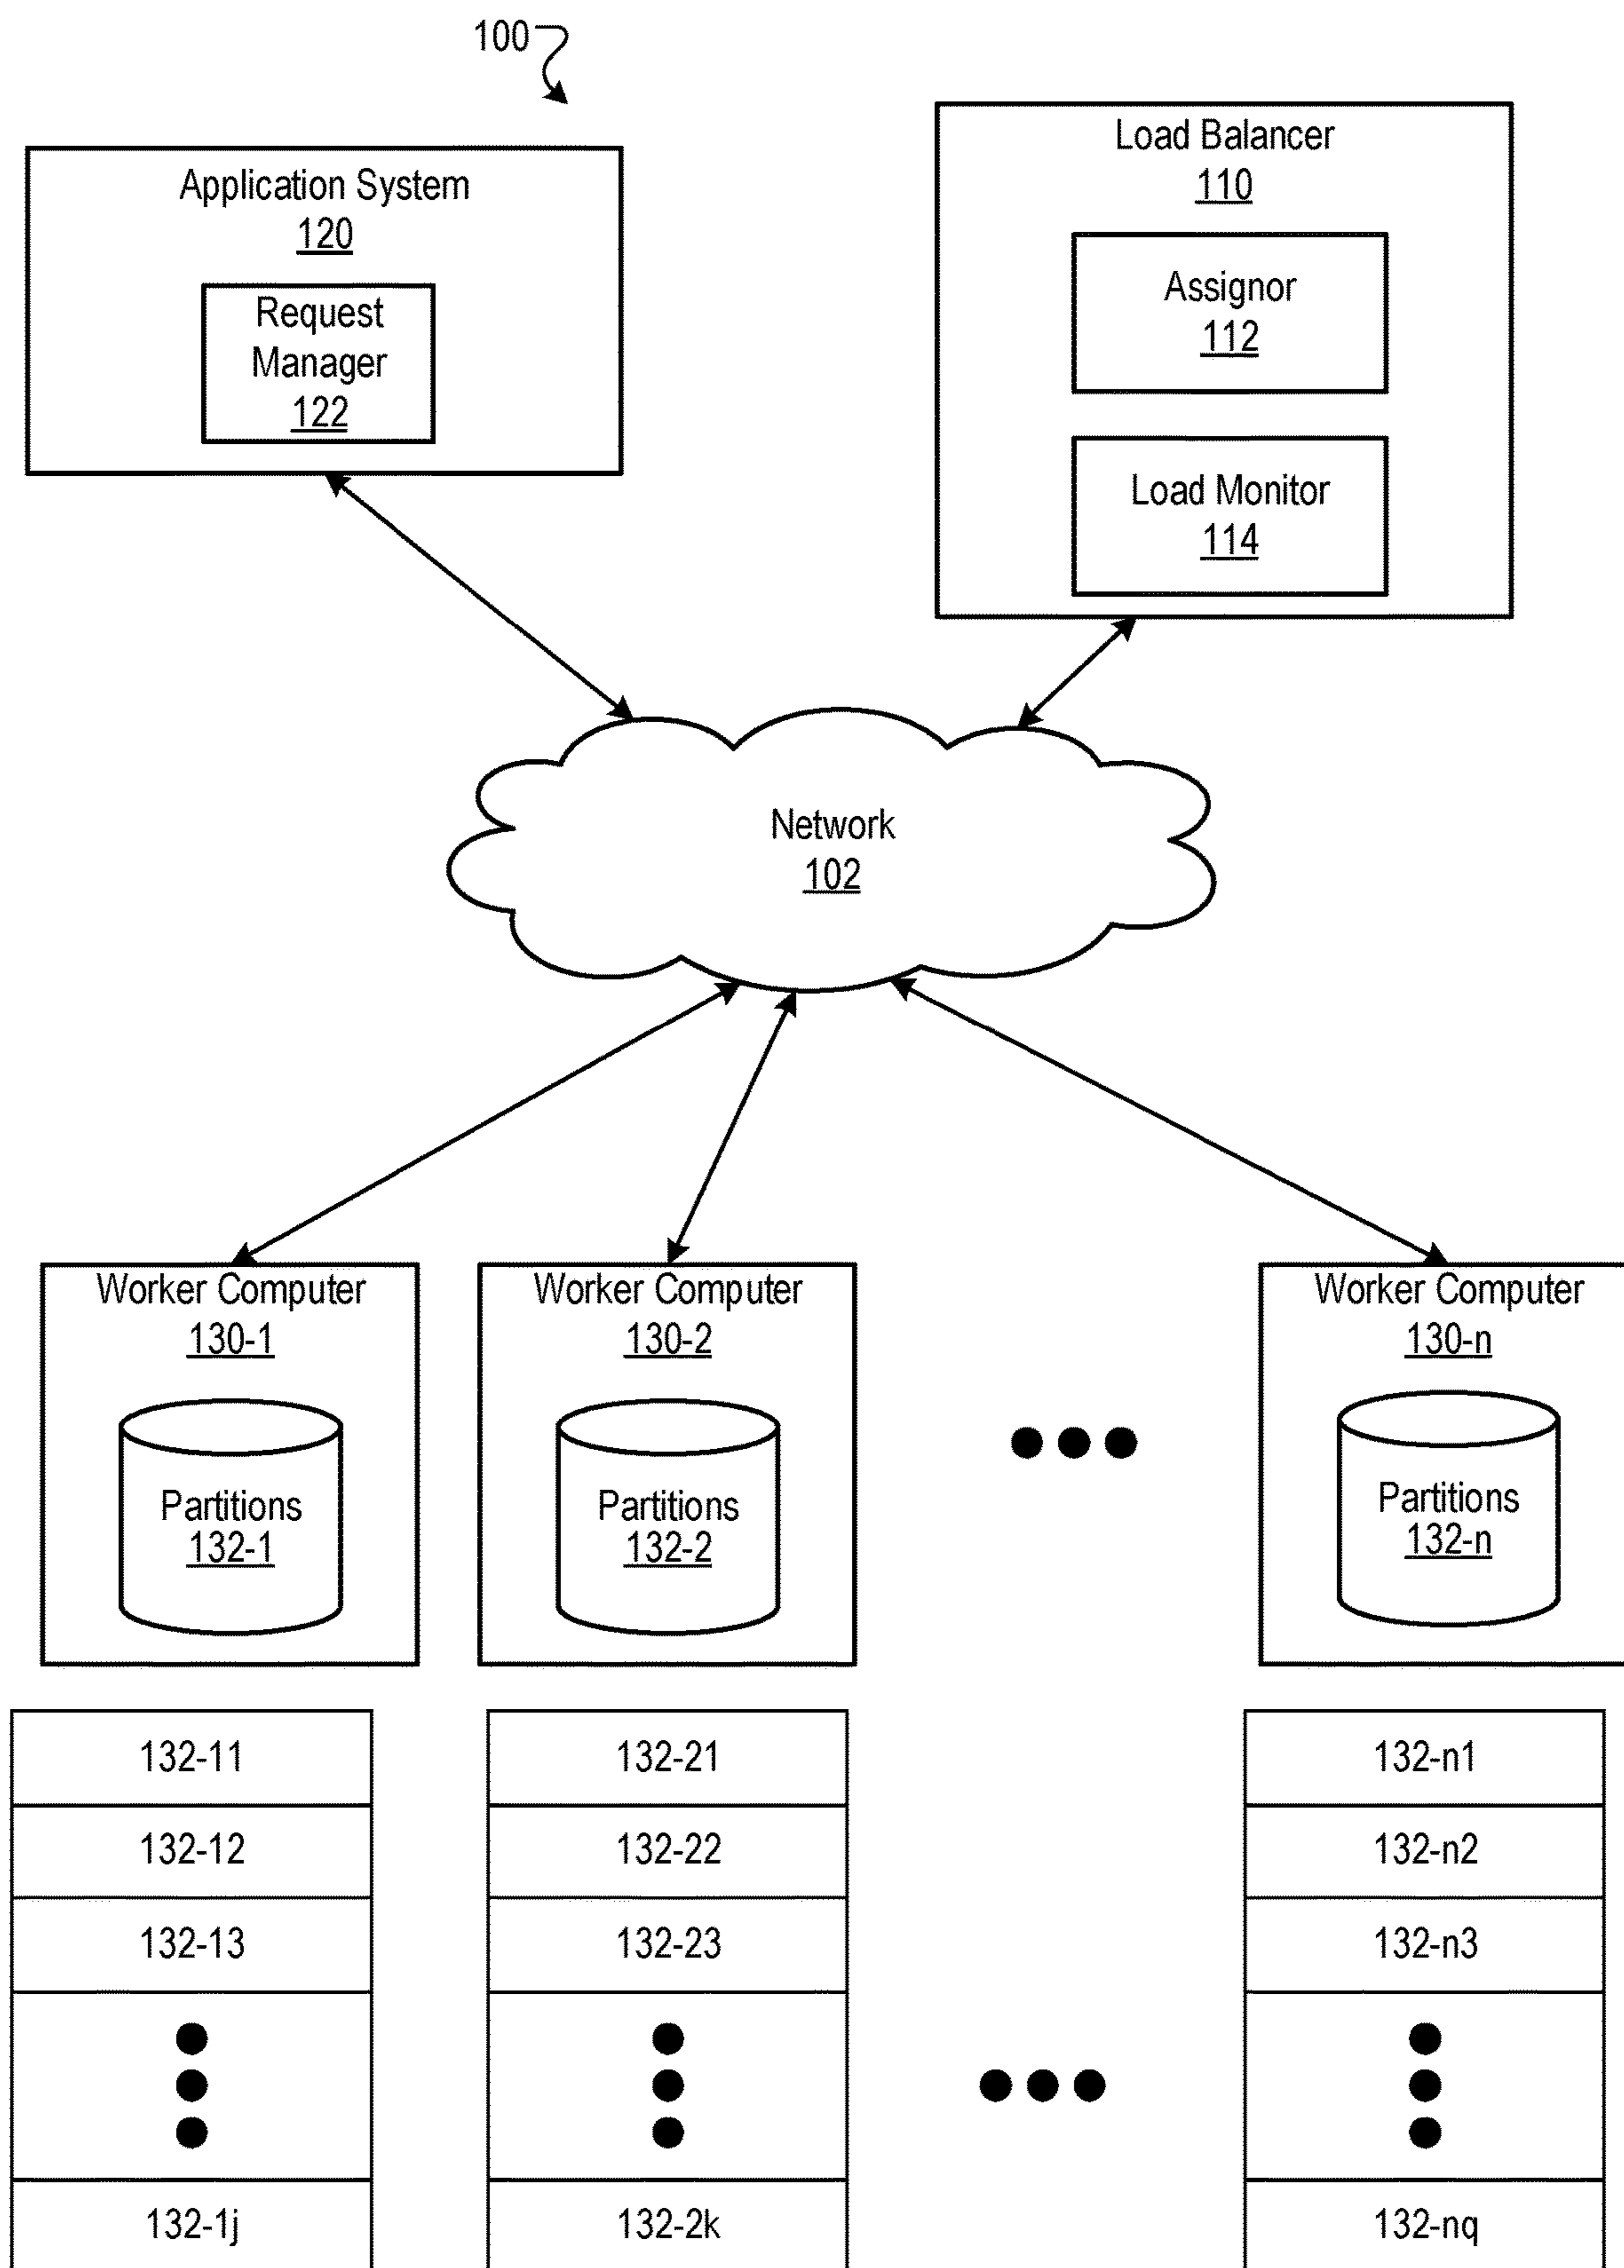 100
Application System
120
Request
Manager
122
Load Balancer
110
Assignor
112
Load Monitor
114
Network
102
Worker Computer
130-1
Partitions
132-1
Worker Computer
130-2
Partitions
132-2
Worker Computer
130-n
Partitions
132-n
132-11
132-12
132-13
132-1j
132-21
132-22
132-23
132-2k
132-n1
132-n2
132-n3
132-nq